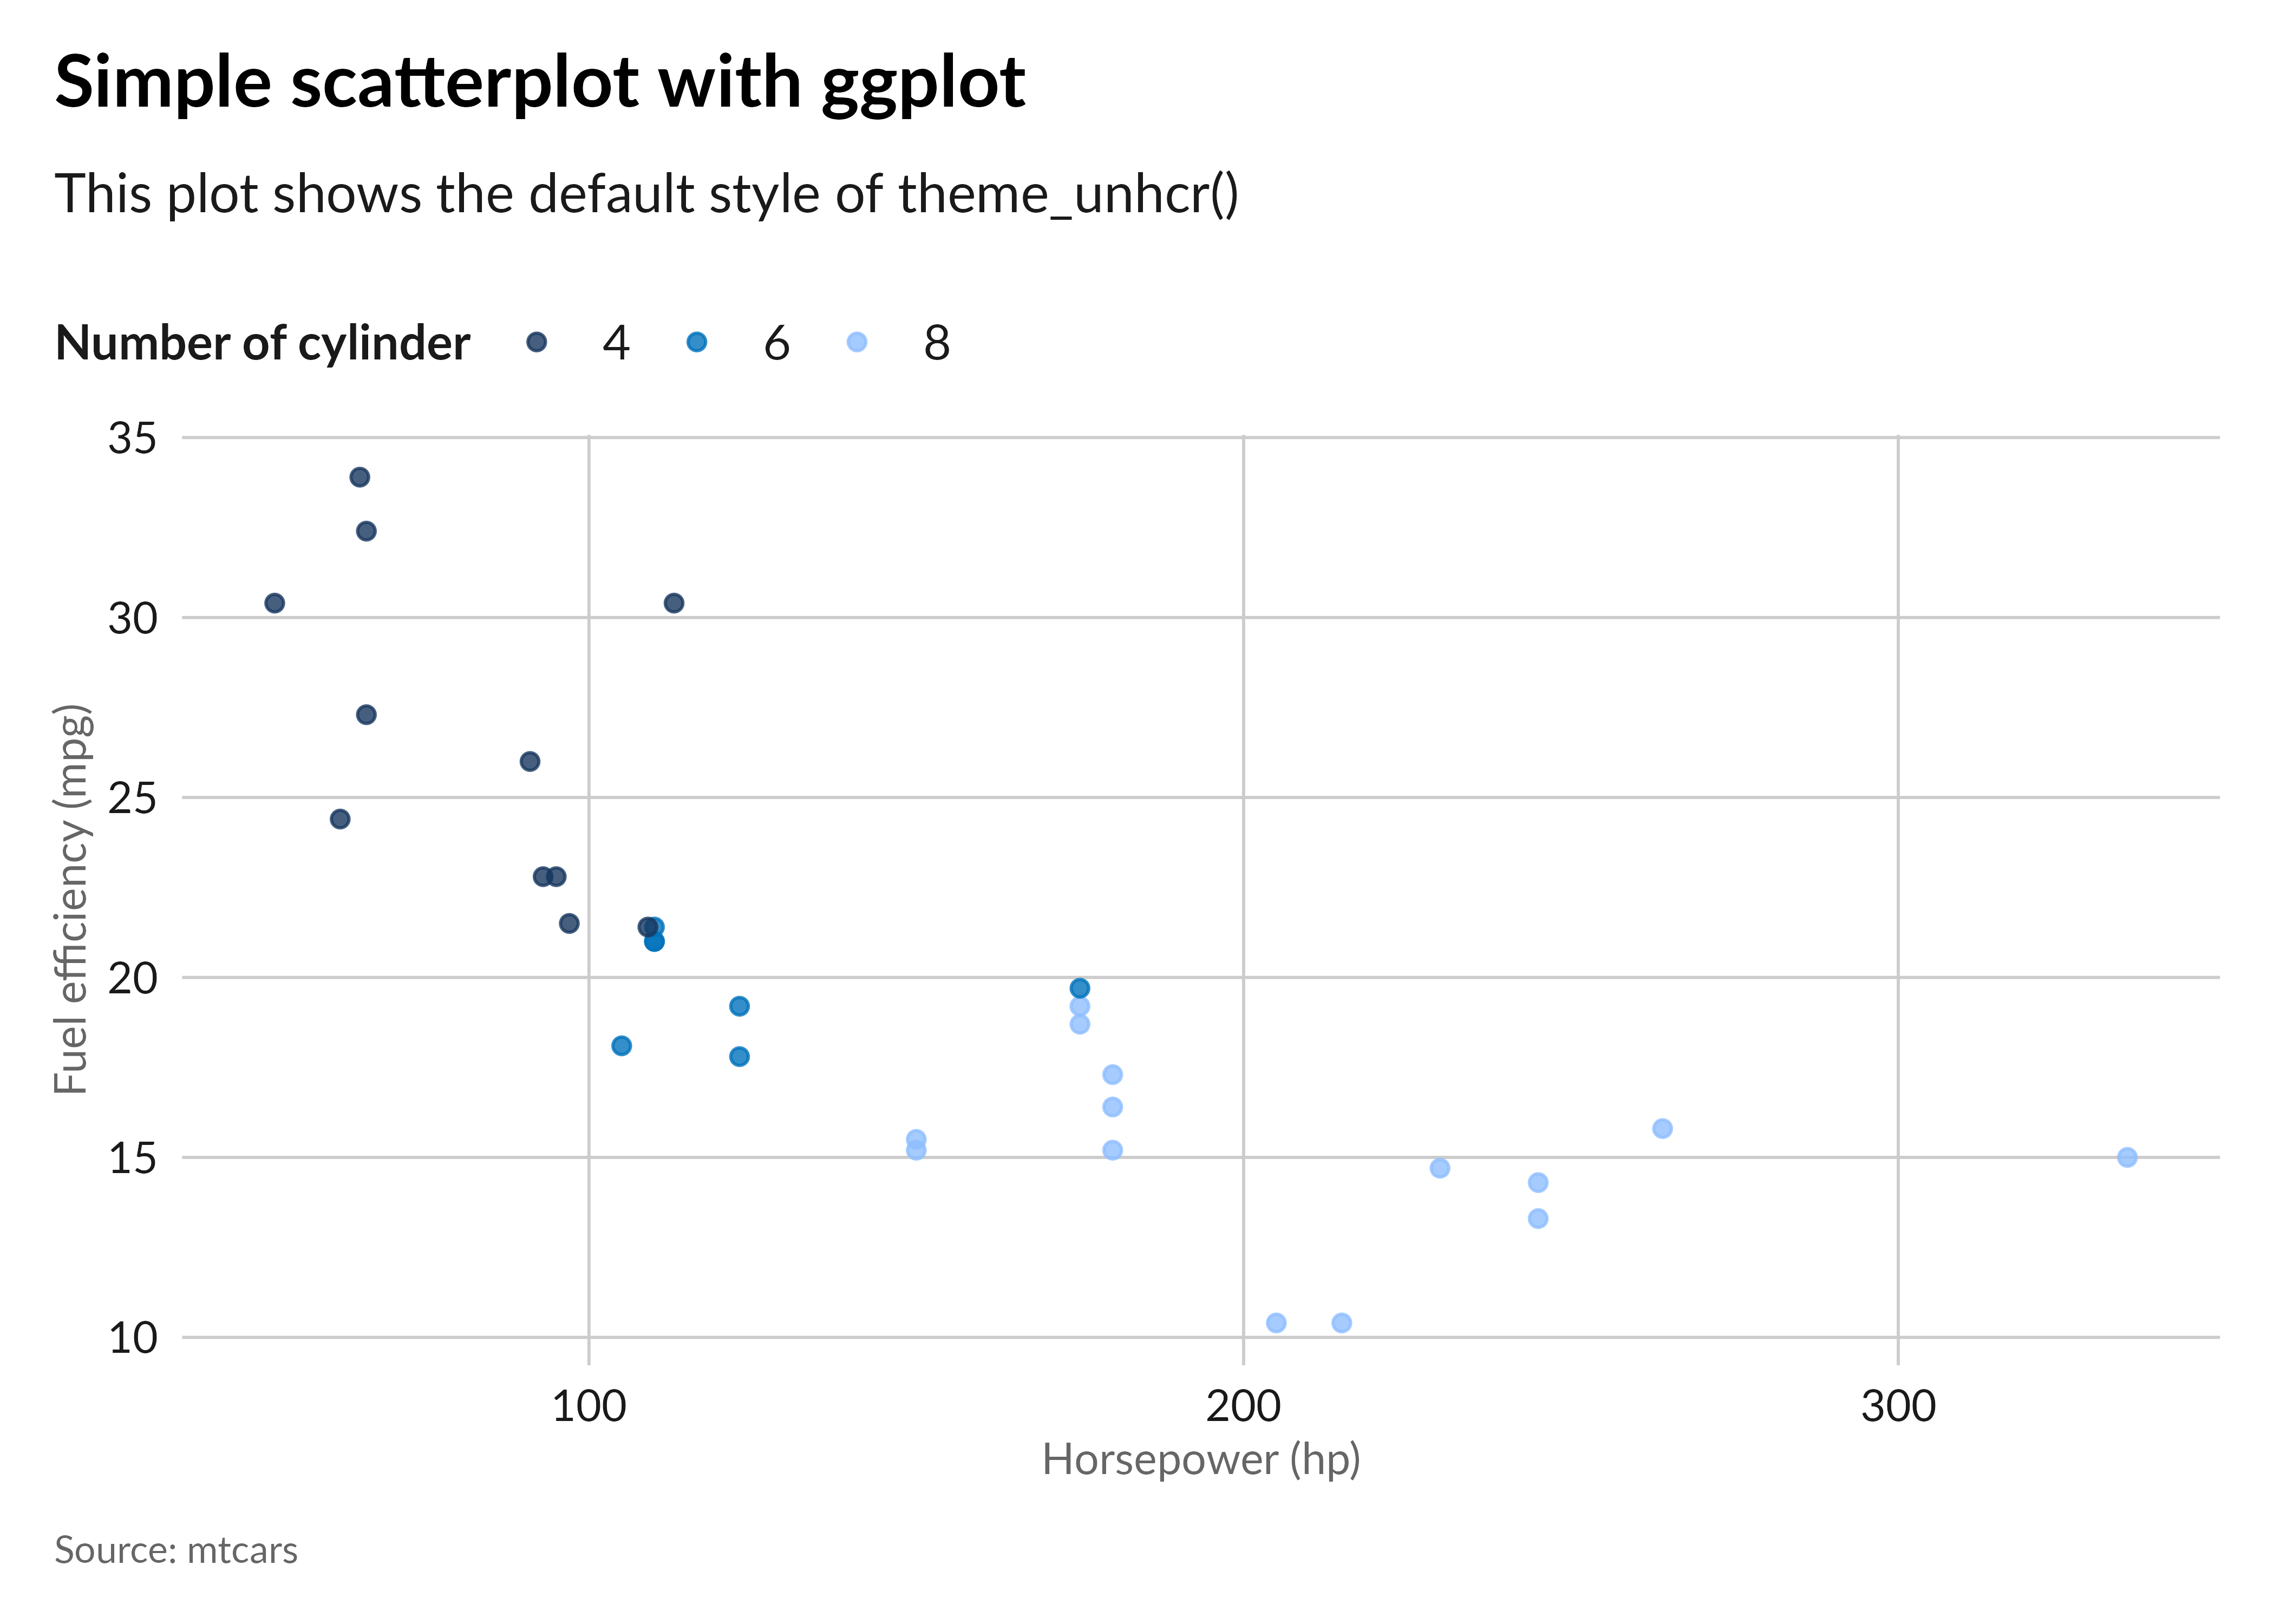 Simple scatterplot with ggplot
This plot shows the default style of theme_unhcr()
Number of cylinder 4 6 8
35
30
25
20
15
10
Fuel efficiency (mpg)
100 200 300
Horsepower (hp)
Source: mtcars